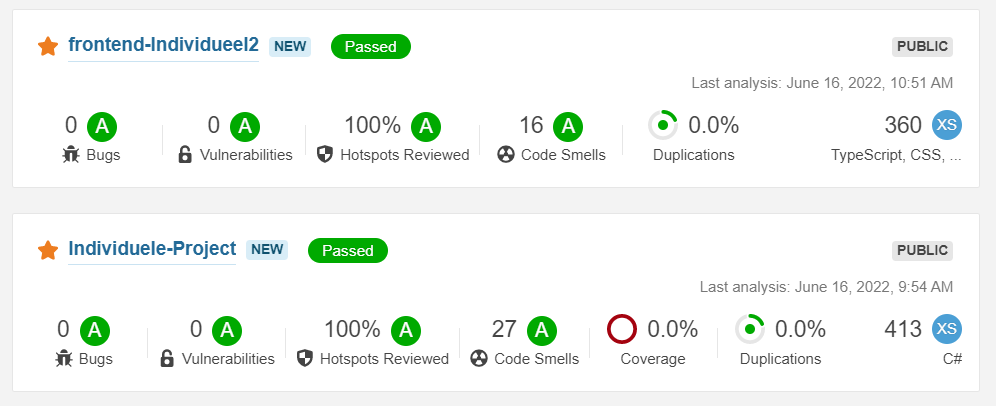 frontend-Individueel2 NEW Passed PUBLIC
Last analysis: June 16, 2022, 10:51 AM
0 A 0 A 100% A 16 A 0.0% 360 XS
Bugs Vulnerabilities Hotspots Reviewed Code Smells Duplications TypeScript, CSS, ...
Individuele-Project NEW Passed PUBLIC
Last analysis: June 16, 2022, 9:54 AM
0 A 0 A 100% A 27 A 0.0% 0.0% 413 XS
Bugs Vulnerabilities Hotspots Reviewed Code Smells Coverage Duplications C#